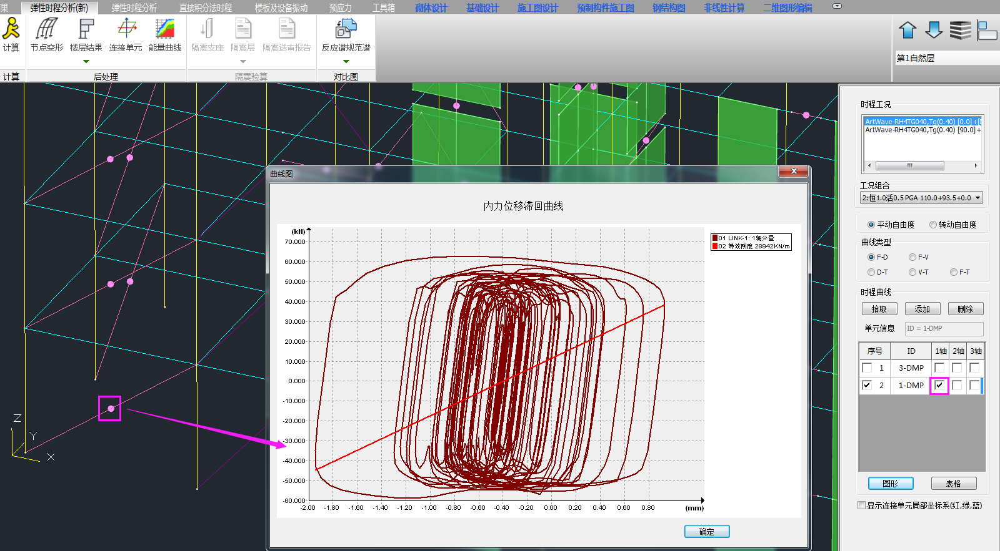 果 弹性时程分析(新) 弹性时程分析 直接积分法时程 楼板及设备振动 预应力 工具箱 砌体设计 基础设计 施工图设计 预制构件施工图 钢结构图 非线性计算 二维图形编辑
计算 节点变形 楼层结果 连接单元 能量曲线 隔震支座 隔震层 隔震送审报告 反应谱规范谱
计算 后处理 隔震验算 对比图
第1自然层
时程工况
ArtWave-RH4TG040,Tg(0.40) [0.0]+[
ArtWave-RH4TG040,Tg(0.40) [90.0]+
工况组合
2:恒1.0活0.5 PGA 110.0+93.5+0.0
平动自由度 转动自由度
曲线类型
F-D F-V
D-T V-T F-T
时程曲线
拾取 添加 删除
单元信息 ID = 1-DMP
序号 ID 1轴 2轴 3轴
1 3-DMP
2 1-DMP
图形 表格
显示连接单元局部坐标系(红,绿,蓝)
曲线图
内力位移滞回曲线
(kN)
70.000
60.000
50.000
40.000
30.000
20.000
10.000
0.000
-10.000
-20.000
-30.000
-40.000
-50.000
-60.000
-2.00 -1.80 -1.60 -1.40 -1.20 -1.00 -0.80 -0.60 -0.40 -0.20 0.00 0.20 0.40 0.60 0.80
(mm)
01 LINK-1: 1轴分量
02 等效刚度 28942KN/m
确定
Z
Y
X